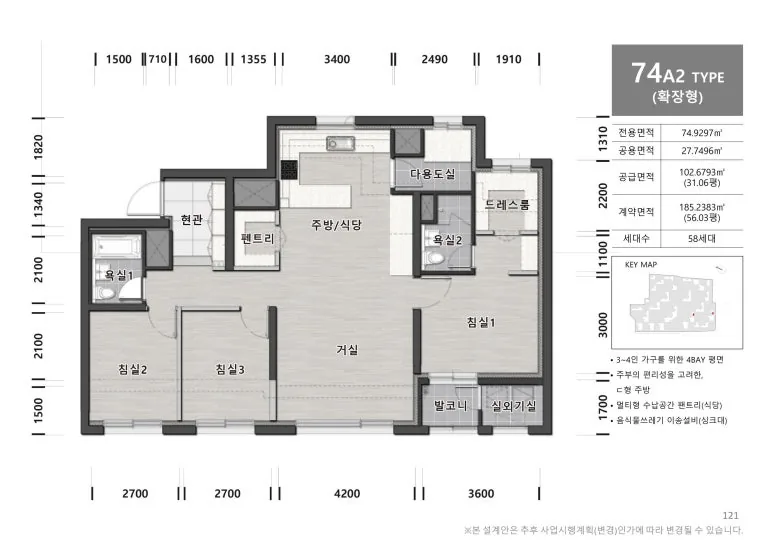 1500 710 1600 1355 3400 2490 1910
74A2 TYPE
(확장형)
전용면적 74.9297㎡
공용면적 27.7496㎡
공급면적 102.6793㎡
(31.06평)
계약면적 185.2383㎡
(56.03평)
세대수 58세대
KEY MAP
• 3~4인 가구를 위한 4BAY 평면
• 주부의 편리성을 고려한,
ㄷ형 주방
• 멀티형 수납공간 팬트리(식당)
• 음식물쓰레기 이송설비(싱크대)
1820
1340
2100
2100
1500
1310
2200
1100
3000
1700
다용도실
드레스룸
현관
펜트리
주방/식당
욕실2
욕실1
침실1
침실2
침실3
거실
발코니
실외기실
2700 2700 4200 3600
121
※본 설계안은 추후 사업시행계획(변경)인가에 따라 변경될 수 있습니다.